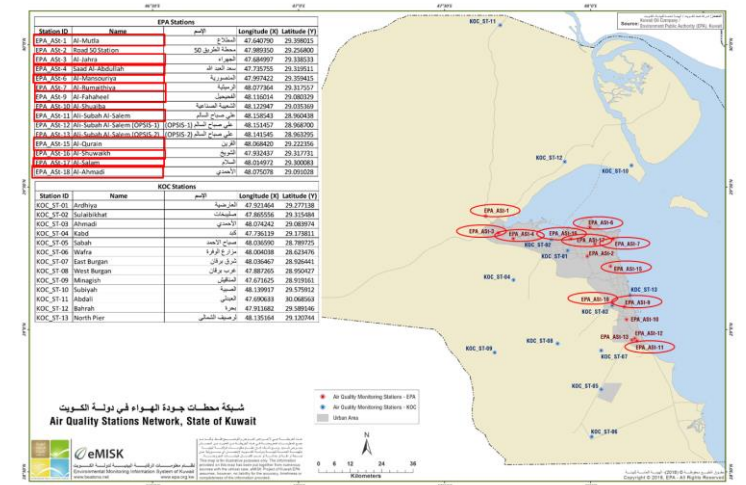 EPA Stations
Station ID Name الإسم Longitude (X) Latitude (Y)
EPA_ASt-1 Al-Mutla المطلاع 47.640790 29.398015
EPA_ASt-2 Road 50 Station محطة الطريق 50 47.989350 29.256800
EPA_ASt-3 Al-Jahra الجهراء 47.684997 29.338533
EPA_ASt-4 Saad Al-Abdullah سعد العبد الله 47.735755 29.319511
EPA_ASt-6 Al-Mansouriya المنصورية 47.997422 29.359415
EPA_ASt-7 Al-Rumaithiya الرميثية 48.077364 29.317557
EPA_ASt-9 Al-Fahaheel الفحيحيل 48.116014 29.080329
EPA_ASt-10 Al-Shuaiba الشعيبة الصناعية 48.122947 29.035369
EPA_ASt-11 Ali-Subah Al-Salem علي صباح السالم 48.158543 28.960438
EPA_ASt-12 Ali-Subah Al-Salem (OPSIS-1) علي صباح السالم (OPSIS-1) 48.151457 28.968700
EPA_ASt-13 Ali-Subah Al-Salem (OPSIS-2) علي صباح السالم (OPSIS-2) 48.141545 28.963295
EPA_ASt-15 Al-Qurain القرين 48.068420 29.222356
EPA_ASt-16 Al-Shuwaikh الشويخ 47.932437 29.317731
EPA_ASt-17 Al-Salam السلام 48.014972 29.300083
EPA_ASt-18 Al-Ahmadi الأحمدي 48.075078 29.091028
KOC Stations
Station ID Name الإسم Longitude (X) Latitude (Y)
KOC_ST-01 Ardhiya العارضية 47.921464 29.277138
KOC_ST-02 Sulaibikhat صليبخات 47.865556 29.315484
KOC_ST-03 Ahmadi الأحمدي 48.074242 29.083974
KOC_ST-04 Kabd كبد 47.736119 29.173811
KOC_ST-05 Sabah صباح الاحمد 48.036590 28.789725
KOC_ST-06 Wafra مزارع الوفرة 48.004038 28.623476
KOC_ST-07 East Burgan شرق برقان 48.036467 28.926441
KOC_ST-08 West Burgan غرب برقان 47.887265 28.950427
KOC_ST-09 Minagish المناقيش 47.671625 28.919161
KOC_ST-10 Subiyah الصبية 48.139917 29.575912
KOC_ST-11 Abdali العبدلي 47.690633 30.068563
KOC_ST-12 Bahrah بحرة 47.911682 29.589146
KOC_ST-13 North Pier لرصيف الشمالي 48.135164 29.120744
KOC_ST-11
KOC_ST-12
KOC_ST-10
EPA_ASt-1
EPA_ASt-6
EPA_ASt-3
EPA_ASt-4
EPA_ASt-16
KOC_ST-02
EPA_ASt-17
EPA_ASt-7
KOC_ST-01
EPA_ASt-2
EPA_ASt-15
KOC_ST-04
KOC_ST-13
EPA_ASt-18
EPA_ASt-9
KOC_ST-03
EPA_ASt-10
EPA_ASt-12
EPA_ASt-13
EPA_ASt-11
KOC_ST-08
KOC_ST-09
KOC_ST-07
KOC_ST-05
KOC_ST-06
Air Quality Monitoring Stations - EPA
Air Quality Monitoring Stations - KOC
Urban Area
شبكة محطات جودة الهواء في دولة الكويت
Air Quality Stations Network, State of Kuwait
eMISK
Environmental Monitoring Information System of Kuwait
www.beatona.net www.epa.org.kw
N
0 6 12 24 36
Kilometers
Source: Kuwait Oil Company /
Environment Public Authority (EPA), Kuwait
Copyright © 2018, EPA - All Rights Reserved